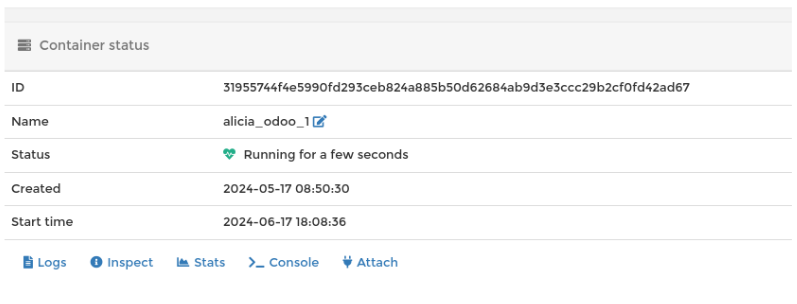 Container status
ID 31955744f4e5990fd293ceb824a885b50d62684ab9d3e3ccc29b2cf0fd42ad67
Name alicia_odoo_1
Status Running for a few seconds
Created 2024-05-17 08:50:30
Start time 2024-06-17 18:08:36
Logs Inspect Stats Console Attach